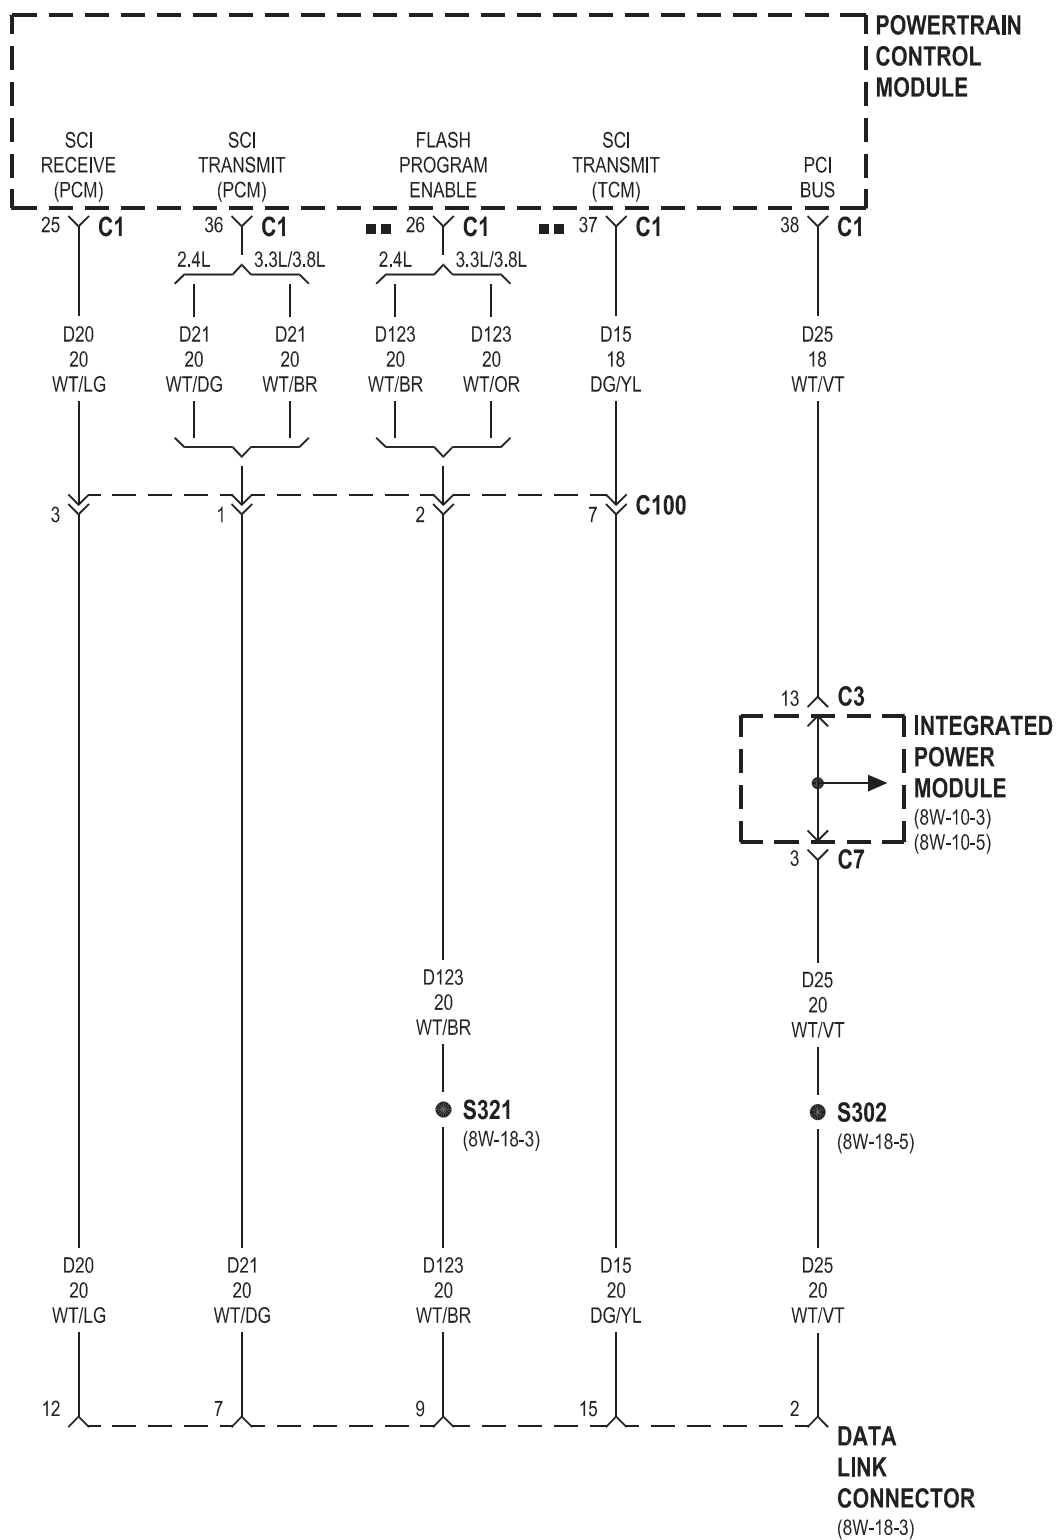 POWERTRAIN
CONTROL
MODULE
SCI
RECEIVE
(PCM)
SCI
TRANSMIT
(PCM)
FLASH
PROGRAM
ENABLE
SCI
TRANSMIT
(TCM)
PCI
BUS
25 C1
36 C1
26 C1
37 C1
38 C1
2.4L 3.3L/3.8L
2.4L 3.3L/3.8L
D20
20
WT/LG
D21
20
WT/DG
D21
20
WT/BR
D123
20
WT/BR
D123
20
WT/OR
D15
18
DG/YL
D25
18
WT/VT
3
1
2
7
C100
13 C3
INTEGRATED
POWER
MODULE
(8W-10-3)
(8W-10-5)
3 C7
D123
20
WT/BR
D25
20
WT/VT
S321
(8W-18-3)
S302
(8W-18-5)
D20
20
WT/LG
D21
20
WT/DG
D123
20
WT/BR
D15
20
DG/YL
D25
20
WT/VT
12
7
9
15
2
DATA
LINK
CONNECTOR
(8W-18-3)